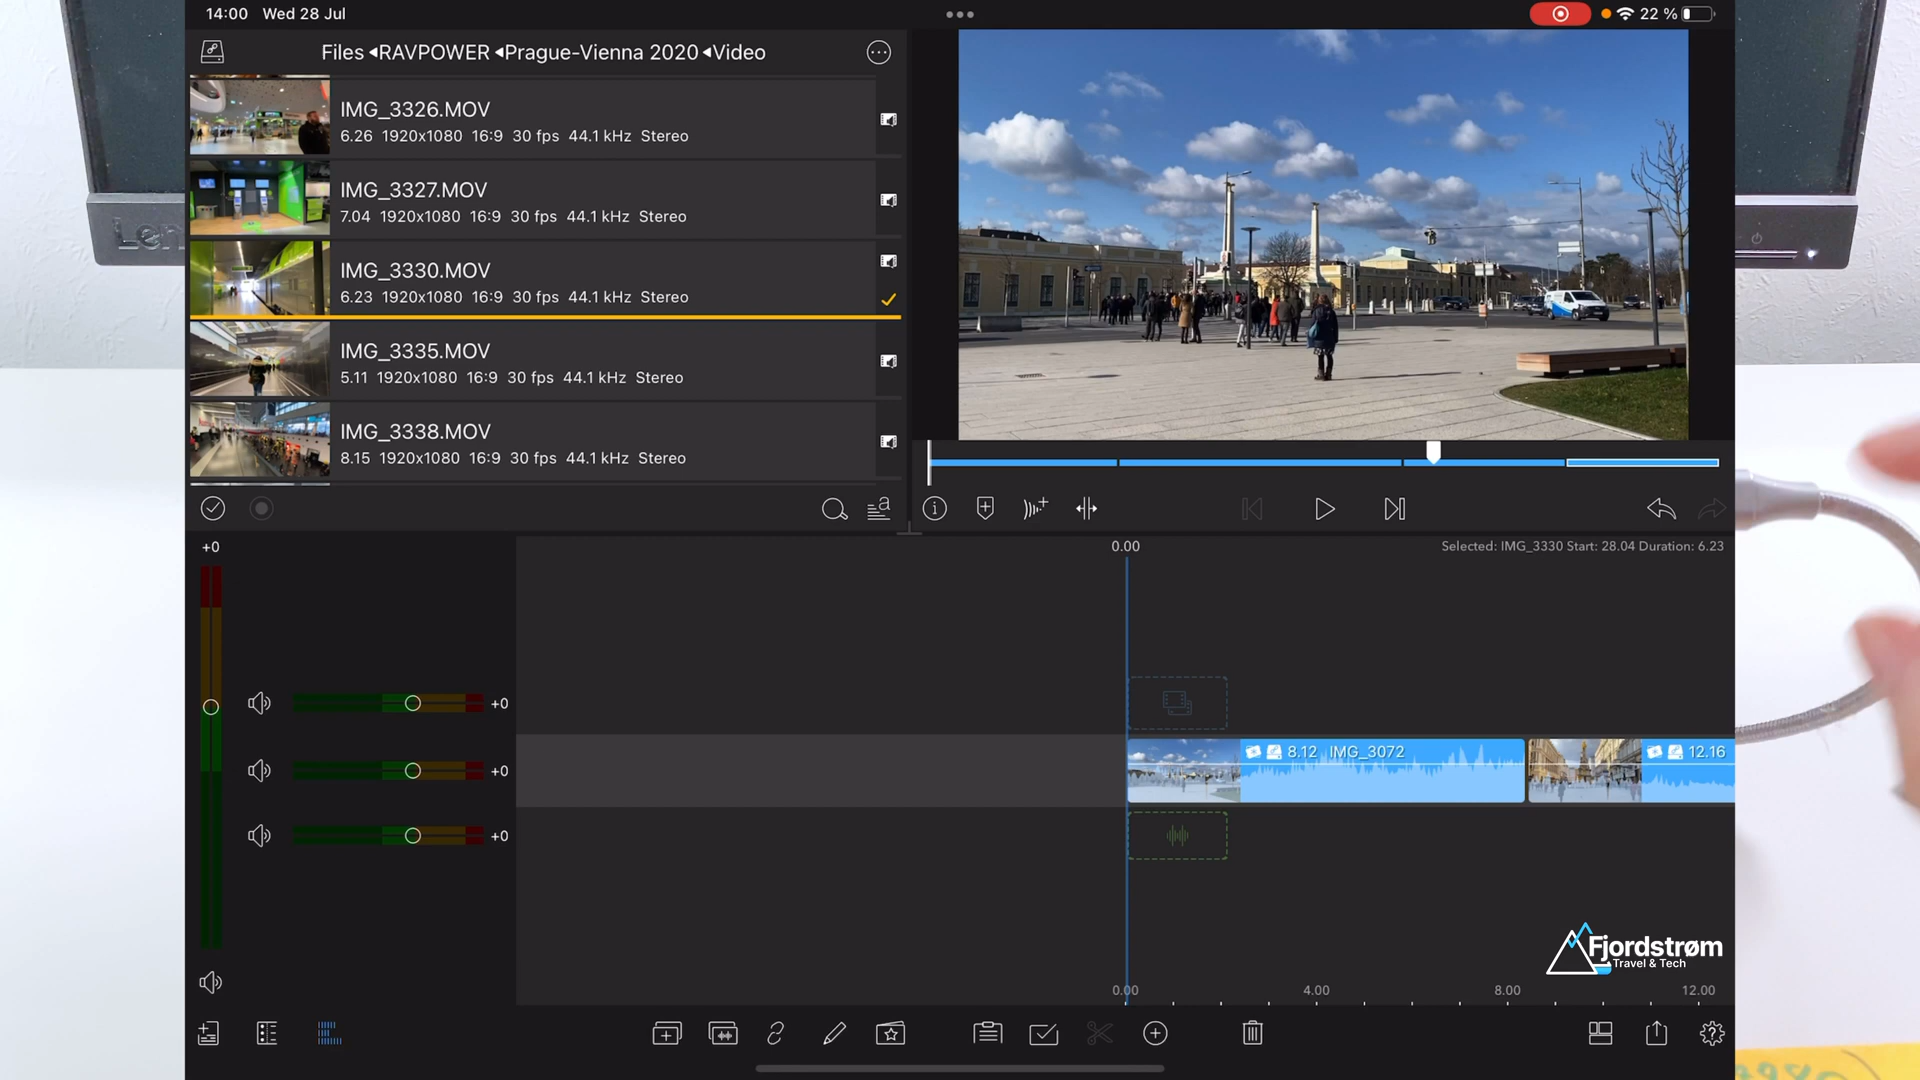 14:00 Wed 28 Jul
22 %
Files ◂RAVPOWER ◂Prague-Vienna 2020 ◂Video
IMG_3326.MOV
6.26 1920x1080 16:9 30 fps 44.1 kHz Stereo
IMG_3327.MOV
7.04 1920x1080 16:9 30 fps 44.1 kHz Stereo
IMG_3330.MOV
6.23 1920x1080 16:9 30 fps 44.1 kHz Stereo
IMG_3335.MOV
5.11 1920x1080 16:9 30 fps 44.1 kHz Stereo
IMG_3338.MOV
8.15 1920x1080 16:9 30 fps 44.1 kHz Stereo
Len
+0
0.00
Selected: IMG_3330 Start: 28.04 Duration: 6.23
+0
8.12 IMG_3072
12.16
+0
+0
Fjordstrøm
Travel & Tech
0.00 4.00 8.00 12.00